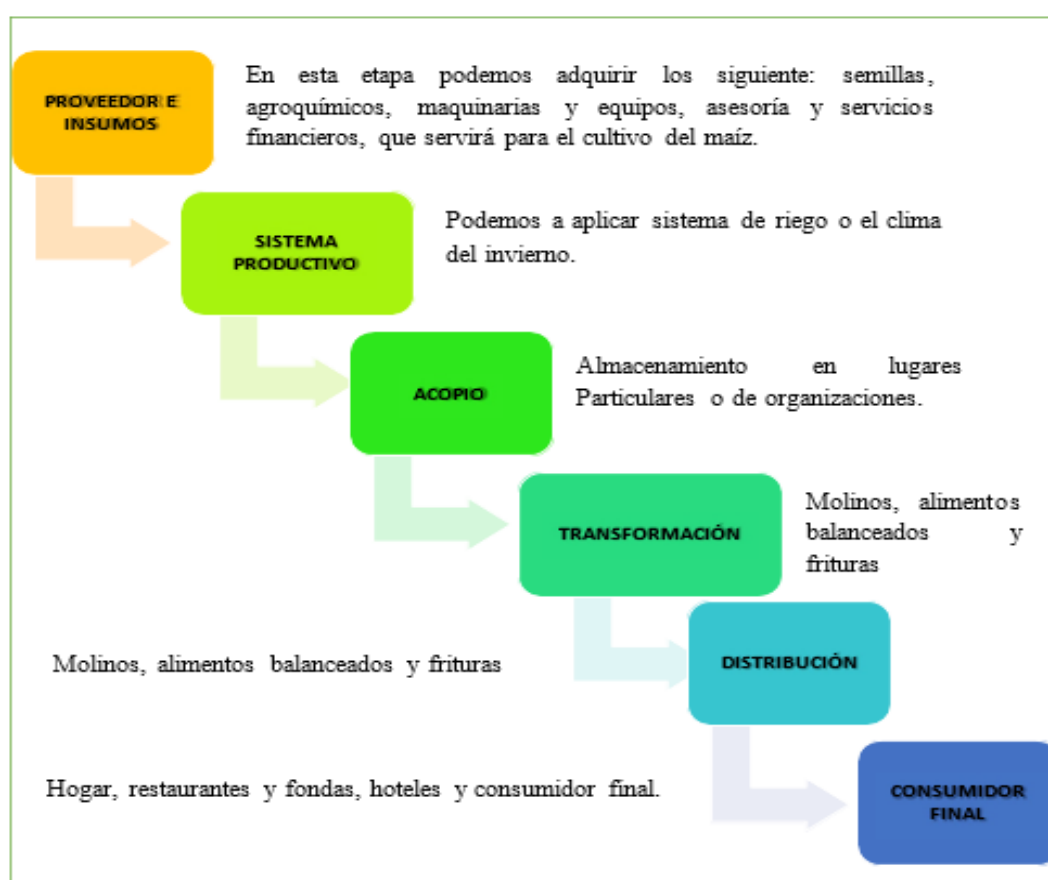 PROVEEDOR E
INSUMOS
En esta etapa podemos adquirir los siguiente: semillas,
agroquímicos, maquinarias y equipos, asesoría y servicios
financieros, que servirá para el cultivo del maíz.
SISTEMA
PRODUCTIVO
Podemos a aplicar sistema de riego o el clima
del invierno.
ACOPIO
Almacenamiento en lugares
Particulares o de organizaciones.
TRANSFORMACIÓN
Molinos, alimentos
balanceados y
frituras
Molinos, alimentos balanceados y frituras
DISTRIBUCIÓN
Hogar, restaurantes y fondas, hoteles y consumidor final.
CONSUMIDOR
FINAL